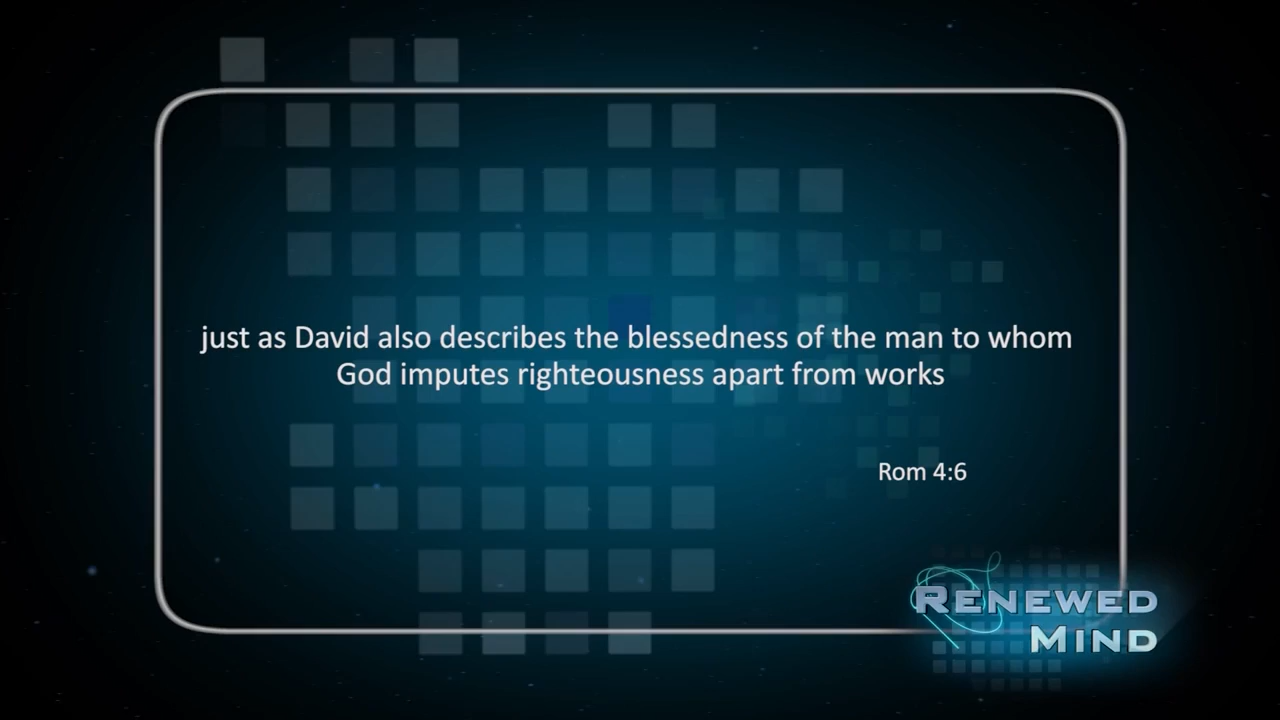 just as David also describes the blessedness of the man to whom
God imputes righteousness apart from works
Rom 4:6
RENEWED
MIND